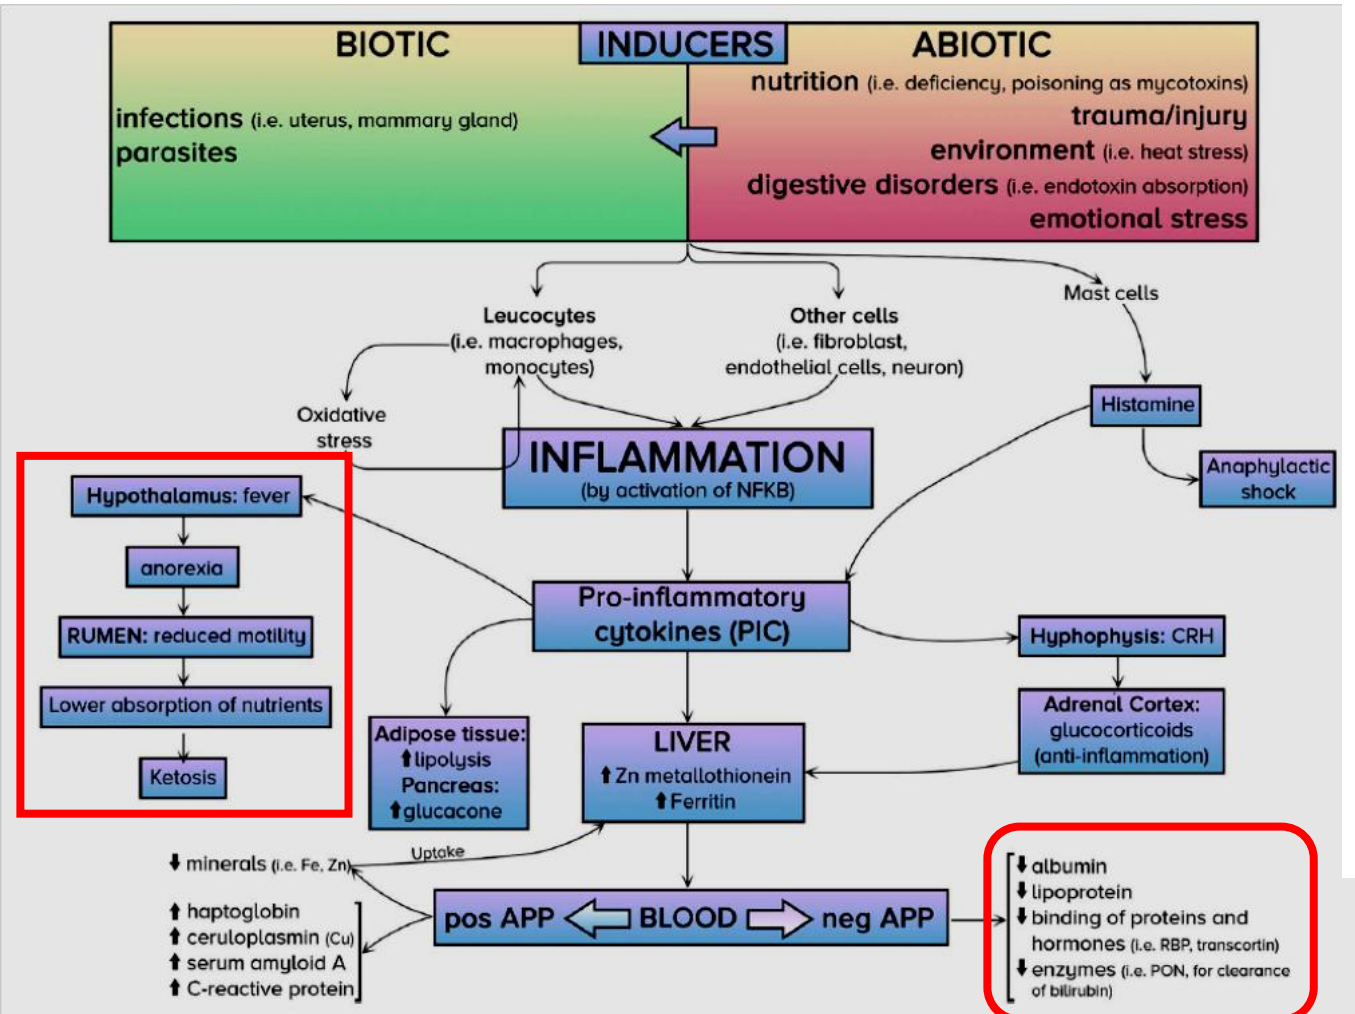 BIOTIC
INDUCERS
ABIOTIC
infections (i.e. uterus, mammary gland)
parasites
nutrition (i.e. deficiency, poisoning as mycotoxins)
trauma/injury
environment (i.e. heat stress)
digestive disorders (i.e. endotoxin absorption)
emotional stress
Leucocytes
(i.e. macrophages,
monocytes)
Other cells
(i.e. fibroblast,
endothelial cells, neuron)
Mast cells
Oxidative
stress
Histamine
INFLAMMATION
(by activation of NFKB)
Anaphylactic
shock
Hypothalamus: fever
anorexia
RUMEN: reduced motility
Lower absorption of nutrients
Ketosis
Pro-inflammatory
cytokines (PIC)
Hyphophysis: CRH
Adrenal Cortex:
glucocorticoids
(anti-inflammation)
Adipose tissue:
⬆lipolysis
Pancreas:
⬆glucacone
LIVER
⬆Zn metallothionein
⬆Ferritin
⬇ minerals (i.e. Fe, Zn)
Uptake
⬆ haptoglobin
⬆ ceruloplasmin (Cu)
⬆ serum amyloid A
⬆ C-reactive protein
pos APP
BLOOD
neg APP
⬇ albumin
⬇ lipoprotein
⬇ binding of proteins and
hormones (i.e. RBP, transcortin)
⬇ enzymes (i.e. PON, for clearance
of bilirubin)